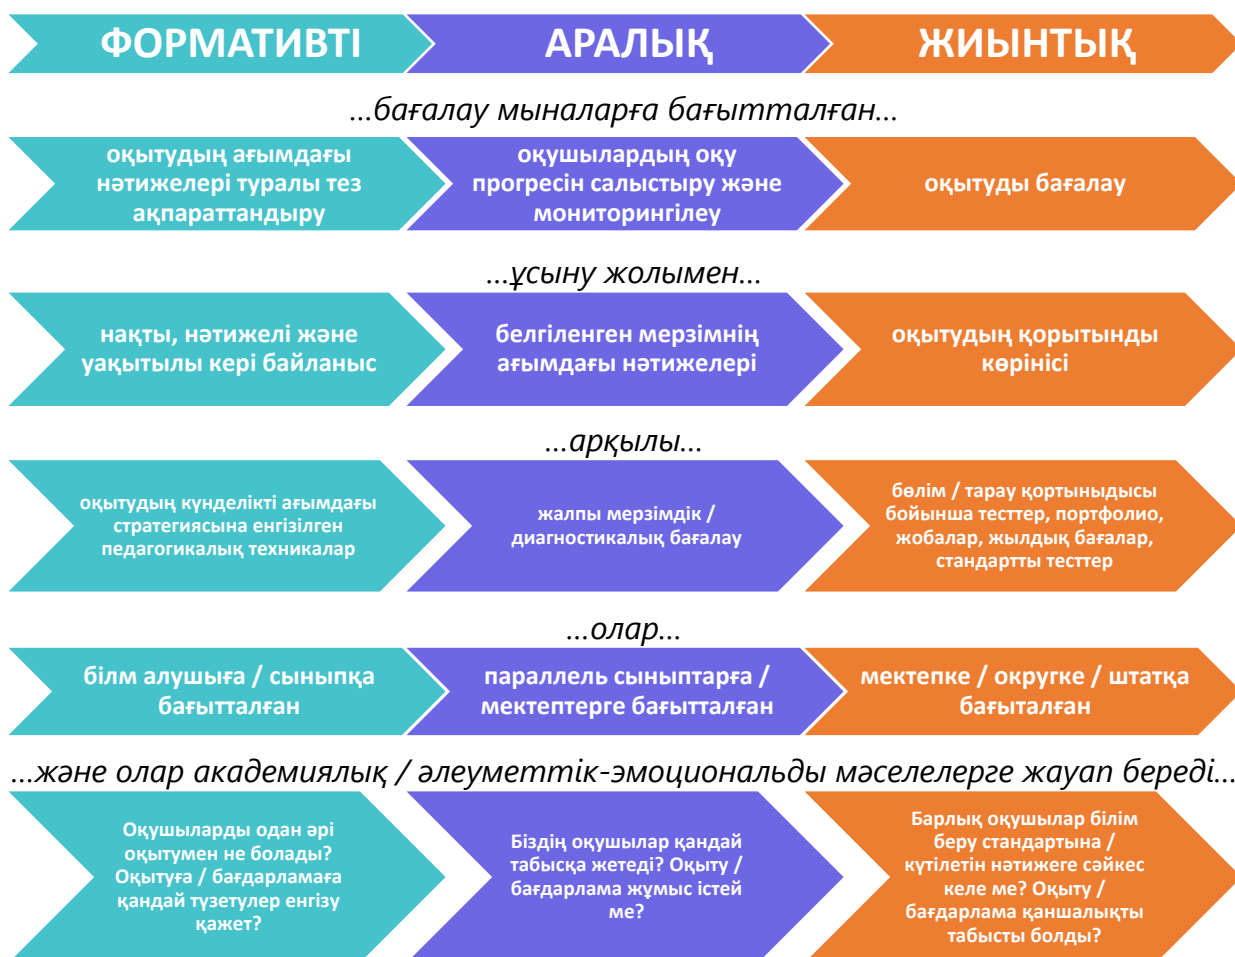 ФОРМАТИВТІ
АРАЛЫҚ
ЖИЫНТЫҚ
...бағалау мыналарға бағытталған...
оқытудың ағымдағы
нәтижелері туралы тез
ақпараттандыру
оқушылардың оқу
прогресін салыстыру және
мониторингілеу
оқытуды бағалау
...ұсыну жолымен...
нақты, нәтижелі және
уақытылы кері байланыс
белгіленген мерзімнің
ағымдағы нәтижелері
оқытудың қорытынды
көрінісі
...арқылы...
оқытудың күнделікті ағымдағы
стратегиясына енгізілген
педагогикалық техникалар
жалпы мерзімдік /
диагностикалық бағалау
бөлім / тарау қортыныдысы
бойынша тесттер, портфолио,
жобалар, жылдық бағалар,
стандартты тесттер
...олар...
білм алушыға / сыныпқа
бағытталған
параллель сыныптарға /
мектептерге бағытталған
мектепке / округке / штатқа
бағыталған
...және олар академиялық / әлеуметтік-эмоциональды мәселелерге жауап береді...
Оқушыларды одан әрі
оқытумен не болады?
Оқытуға / бағдарламаға
қандай түзетулер енгізу
қажет?
Біздің оқушылар қандай
табысқа жетеді? Оқыту /
бағдарлама жұмыс істей
ме?
Барлық оқушылар білім
беру стандартына /
күтілетін нәтижеге сәйкес
келе ме? Оқыту /
бағдарлама қаншалықты
табысты болды?